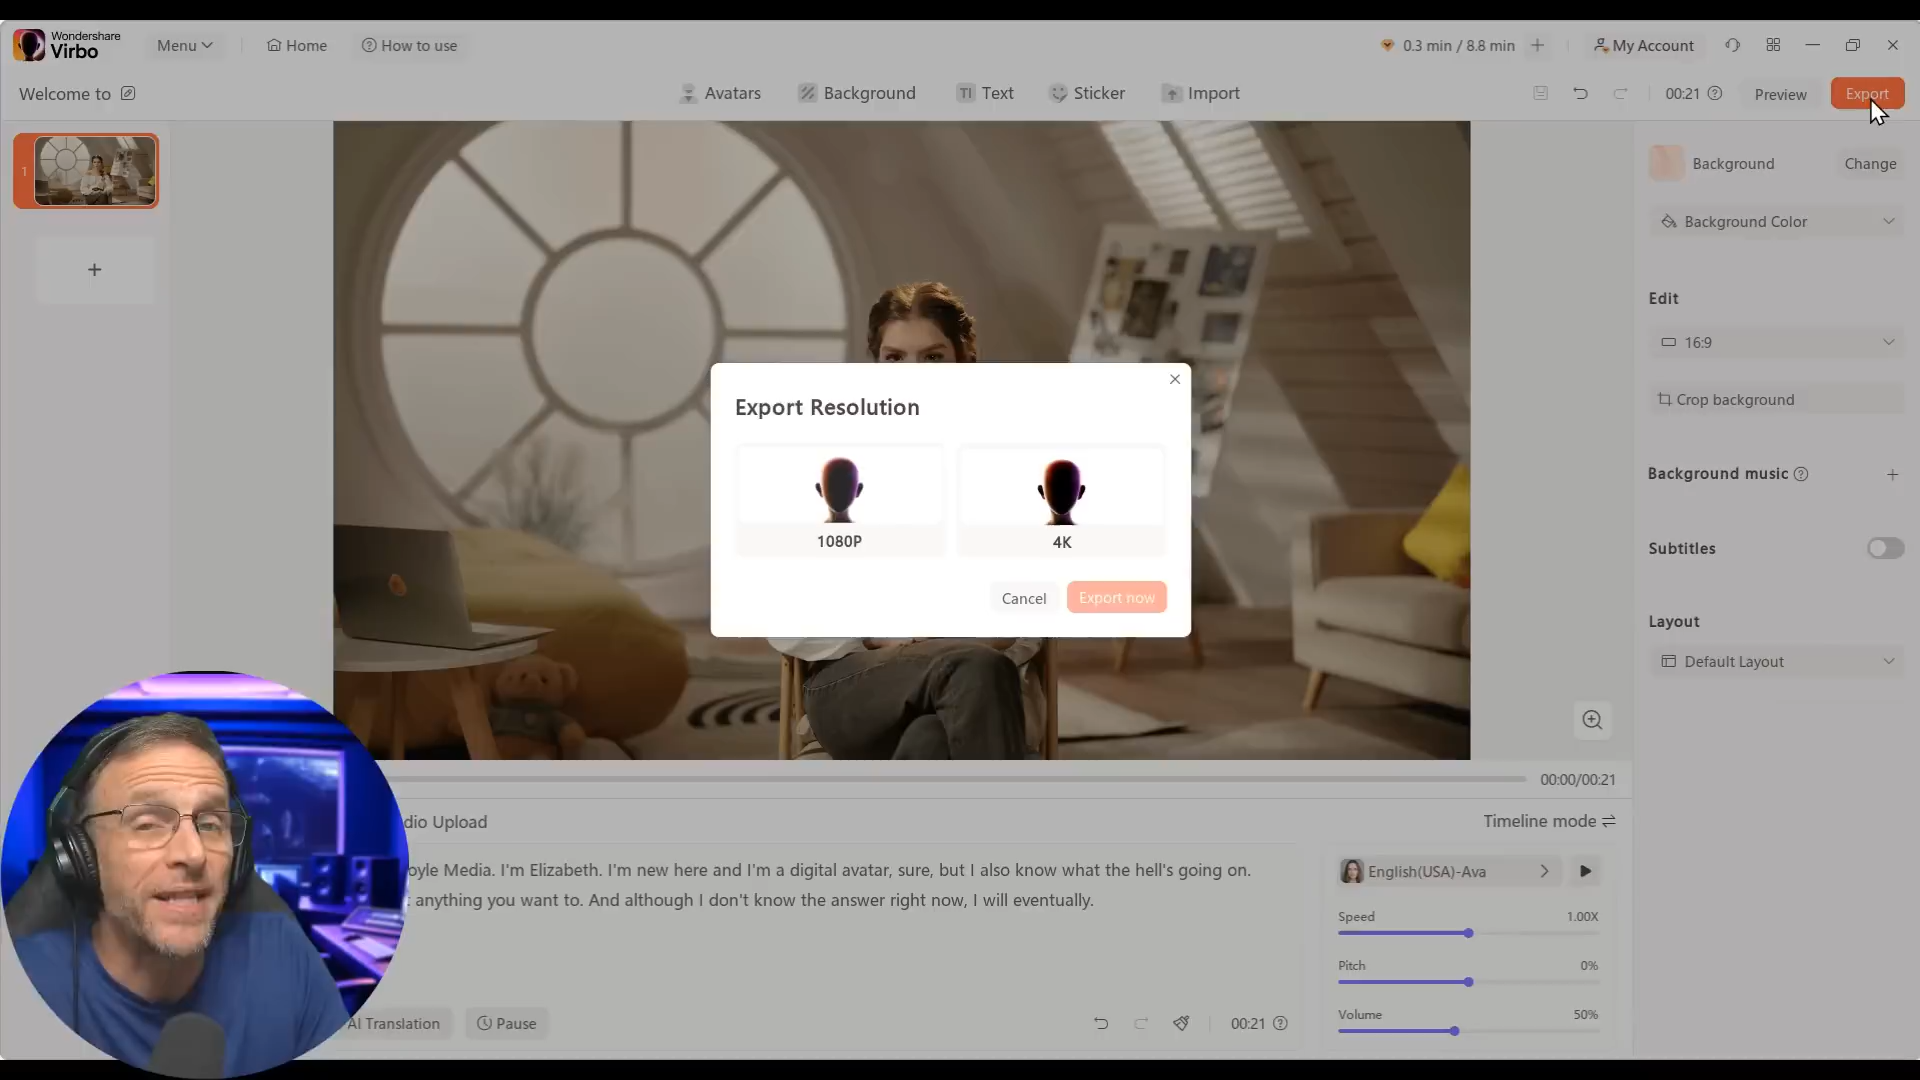 Wondershare
Virbo
Menu
Home
How to use
0.3 min / 8.8 min
My Account
Welcome to
Avatars
Background
Text
Sticker
Import
00:21
Preview
Export
1
Background
Change
Background Color
Edit
16:9
Crop background
Background music
Subtitles
Layout
Default Layout
Export Resolution
1080P
4K
Cancel
Export now
00:00/00:21
dio Upload
Timeline mode
oyle Media. I'm Elizabeth. I'm new here and I'm a digital avatar, sure, but I also know what the hell's going on.
anything you want to. And although I don't know the answer right now, I will eventually.
English(USA)-Ava
Speed
1.00X
Pitch
0%
Volume
50%
AI Translation
Pause
00:21